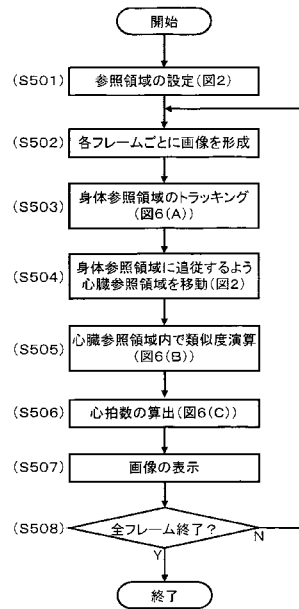 開始
(S501)
参照領域の設定(図2)
(S502)
各フレームごとに画像を形成
(S503)
身体参照領域のトラッキング
(図6(A))
(S504)
身体参照領域に追従するよう
心臓参照領域を移動(図2)
(S505)
心臓参照領域内で類似度演算
(図6(B))
(S506)
心拍数の算出(図6(C))
(S507)
画像の表示
(S508)
全フレーム終了?
N
Y
終了